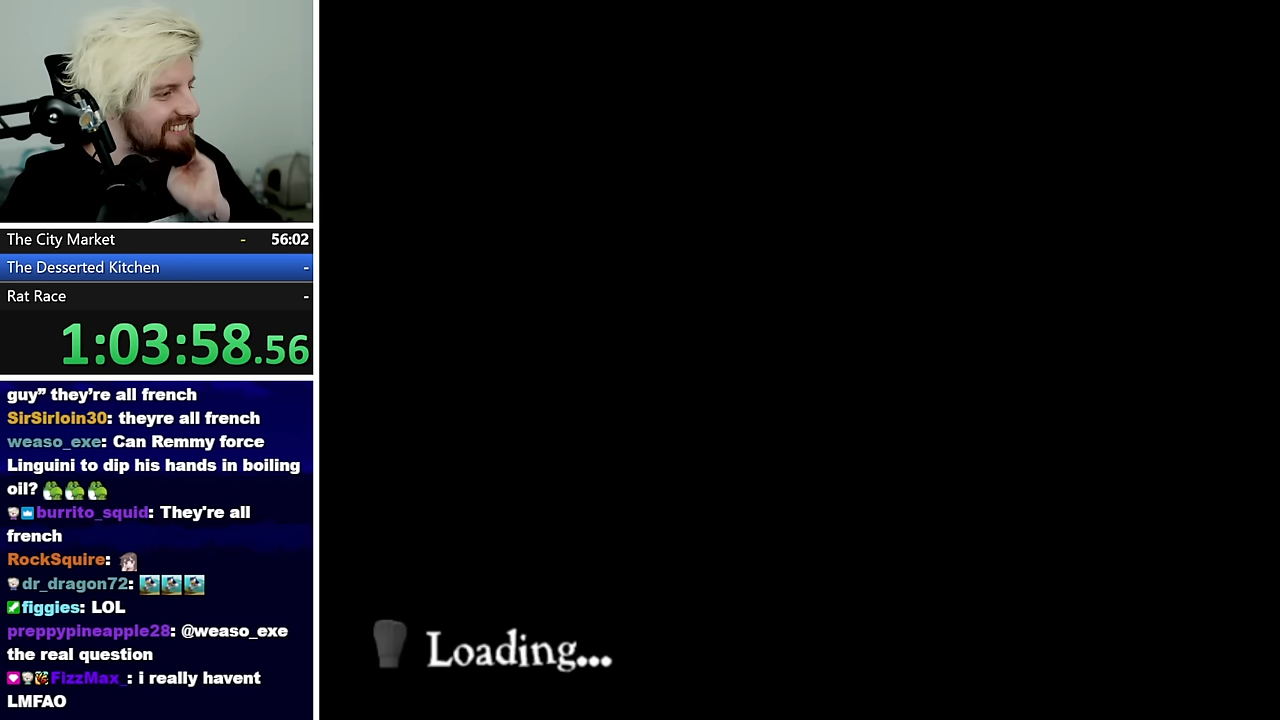 The City Market - 56:02
The Desserted Kitchen -
Rat Race -
1:03:58.56
guy” they’re all french
SirSirloin30: theyre all french
weaso_exe: Can Remmy force
Linguini to dip his hands in boiling
oil?
burrito_squid: They're all
french
RockSquire:
dr_dragon72:
figgies: LOL
preppypineapple28: @weaso_exe
the real question
FizzMax_: i really havent
LMFAO
Loading...